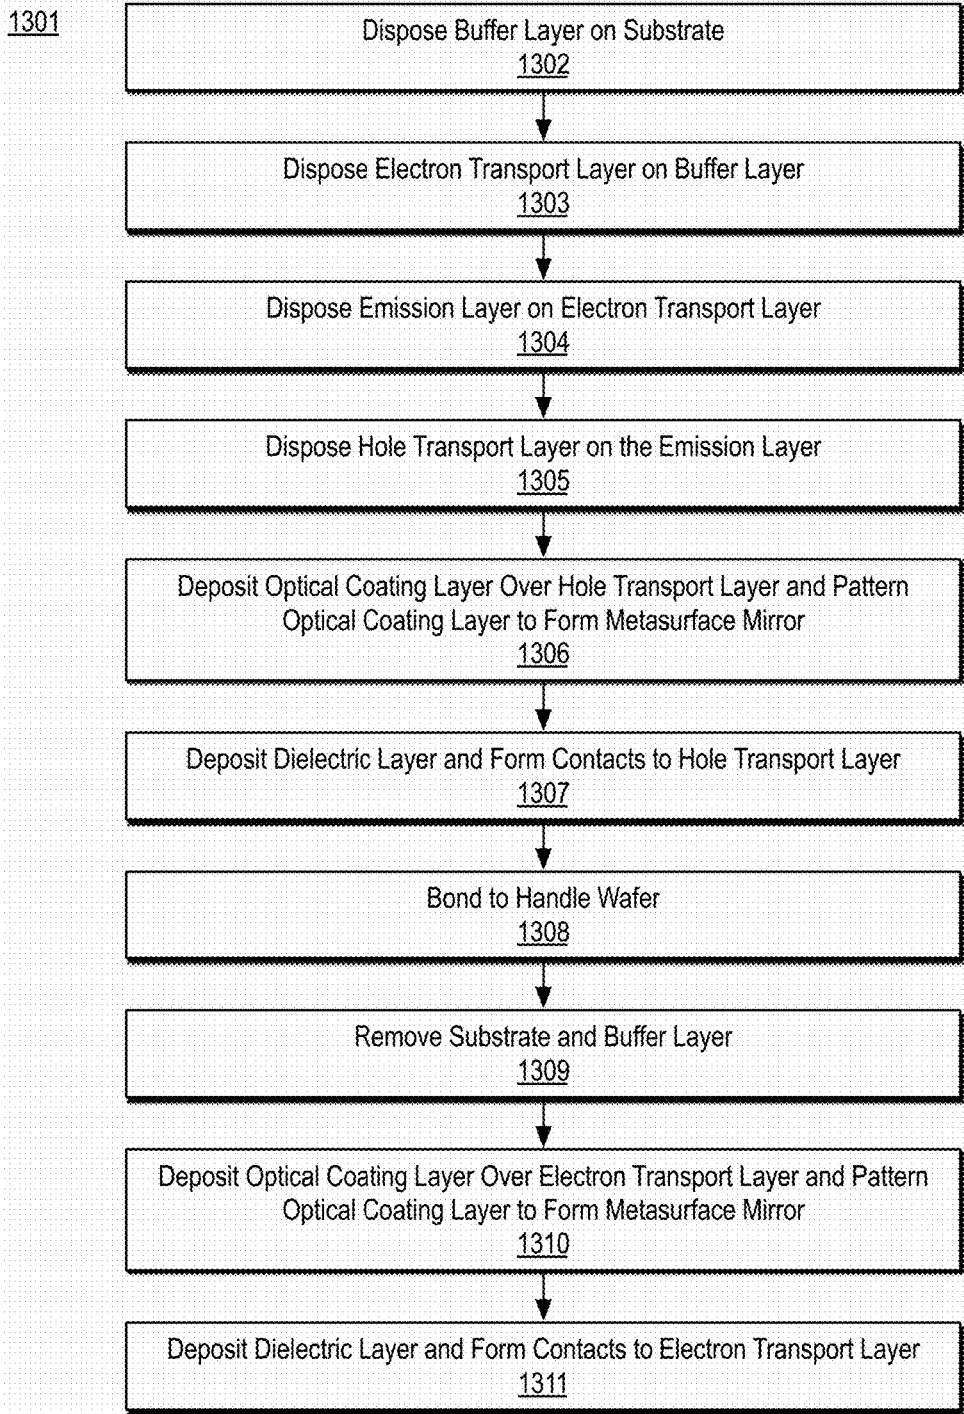 1301
Dispose Buffer Layer on Substrate
1302
Dispose Electron Transport Layer on Buffer Layer
1303
Dispose Emission Layer on Electron Transport Layer
1304
Dispose Hole Transport Layer on the Emission Layer
1305
Deposit Optical Coating Layer Over Hole Transport Layer and Pattern
Optical Coating Layer to Form Metasurface Mirror
1306
Deposit Dielectric Layer and Form Contacts to Hole Transport Layer
1307
Bond to Handle Wafer
1308
Remove Substrate and Buffer Layer
1309
Deposit Optical Coating Layer Over Electron Transport Layer and Pattern
Optical Coating Layer to Form Metasurface Mirror
1310
Deposit Dielectric Layer and Form Contacts to Electron Transport Layer
1311